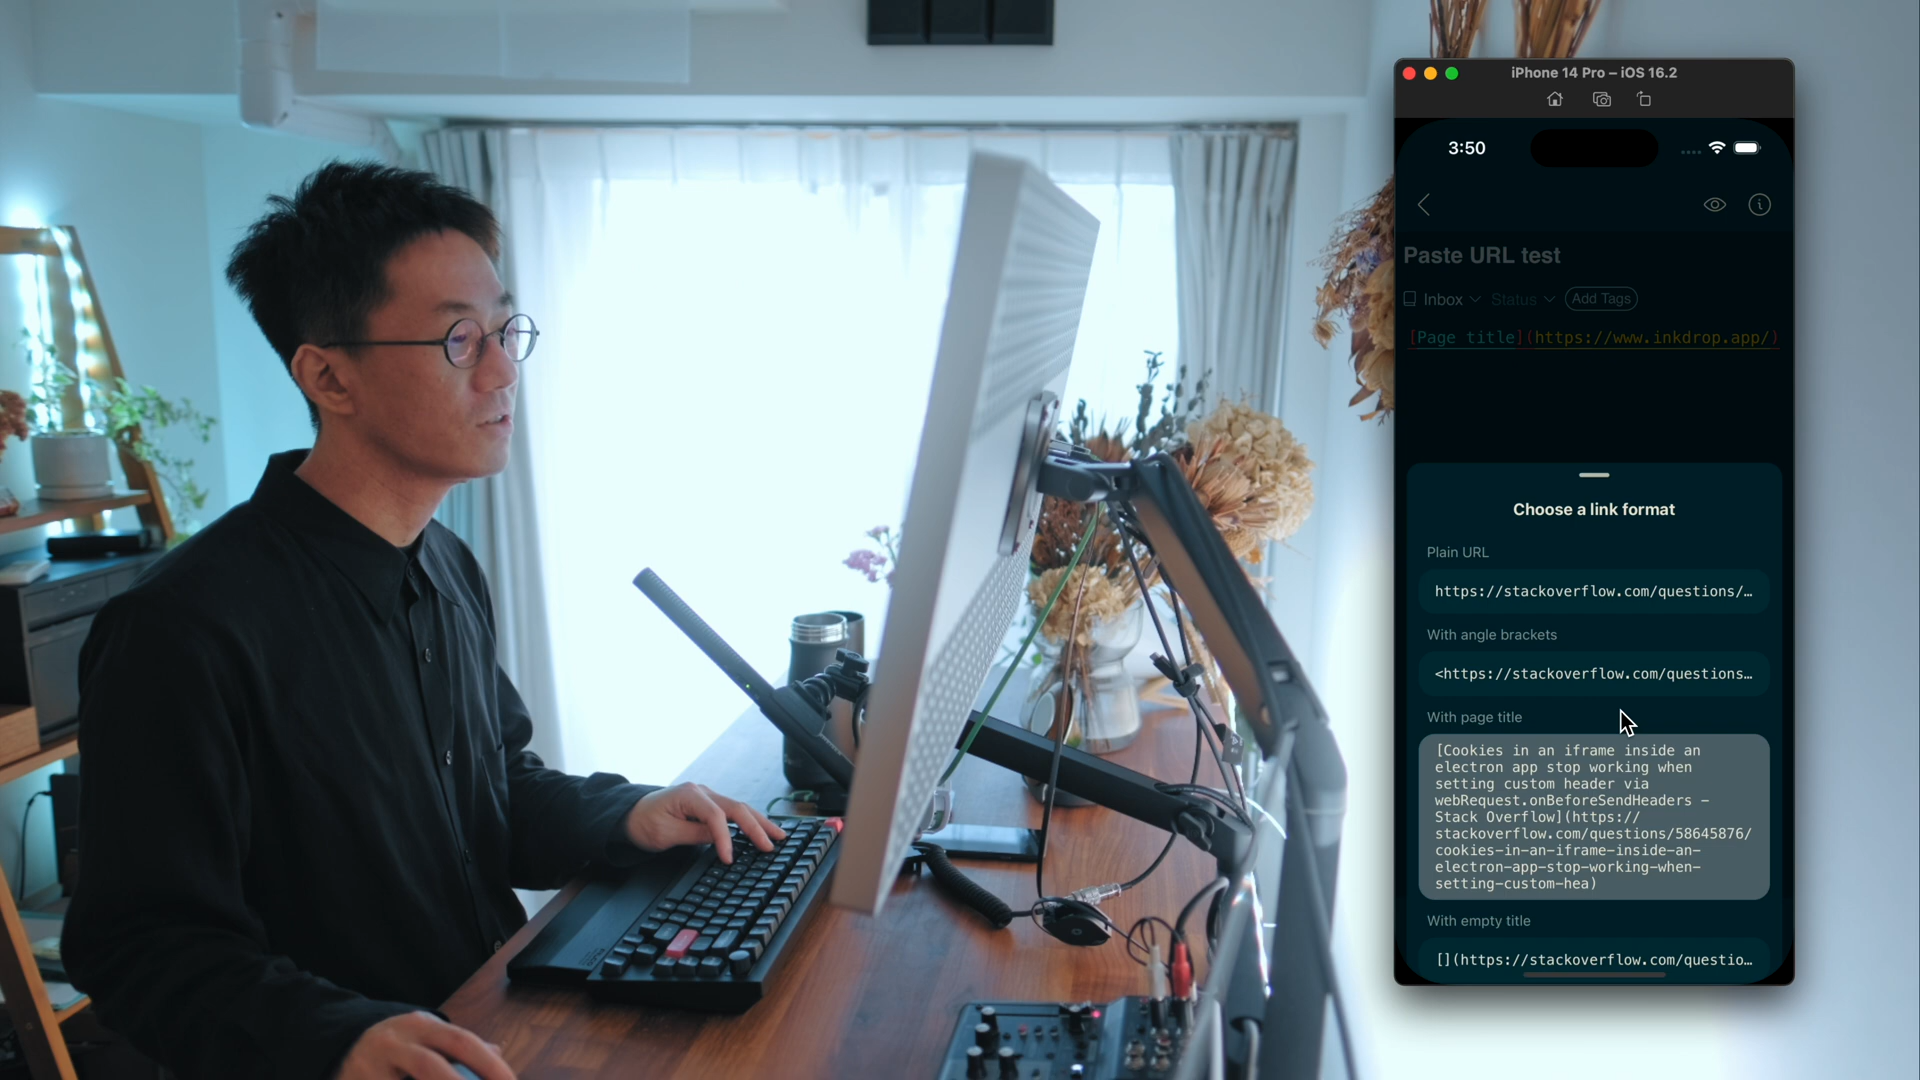 iPhone 14 Pro – iOS 16.2
3:50
Paste URL test
Inbox
Status
Add Tags
[Page title](https://www.inkdrop.app/)
Choose a link format
Plain URL
https://stackoverflow.com/questions/…
With angle brackets
<https://stackoverflow.com/questions…
With page title
[Cookies in an iframe inside an
electron app stop working when
setting custom header via
webRequest.onBeforeSendHeaders –
Stack Overflow](https://
stackoverflow.com/questions/58645876/
cookies-in-an-iframe-inside-an-
electron-app-stop-working-when-
setting-custom-hea)
With empty title
[](https://stackoverflow.com/questio…